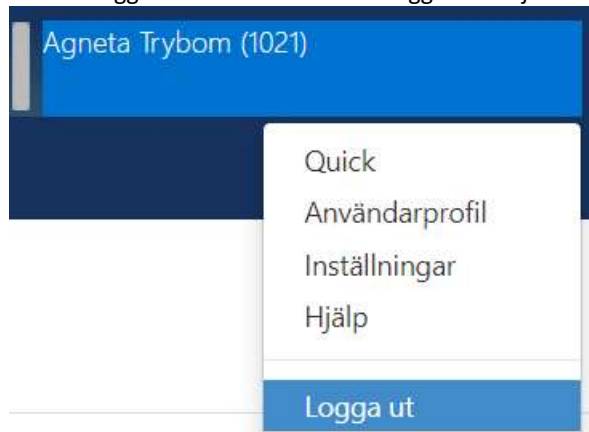 Agneta Trybom (1021)
Quick
Användarprofil
Inställningar
Hjälp
Logga ut